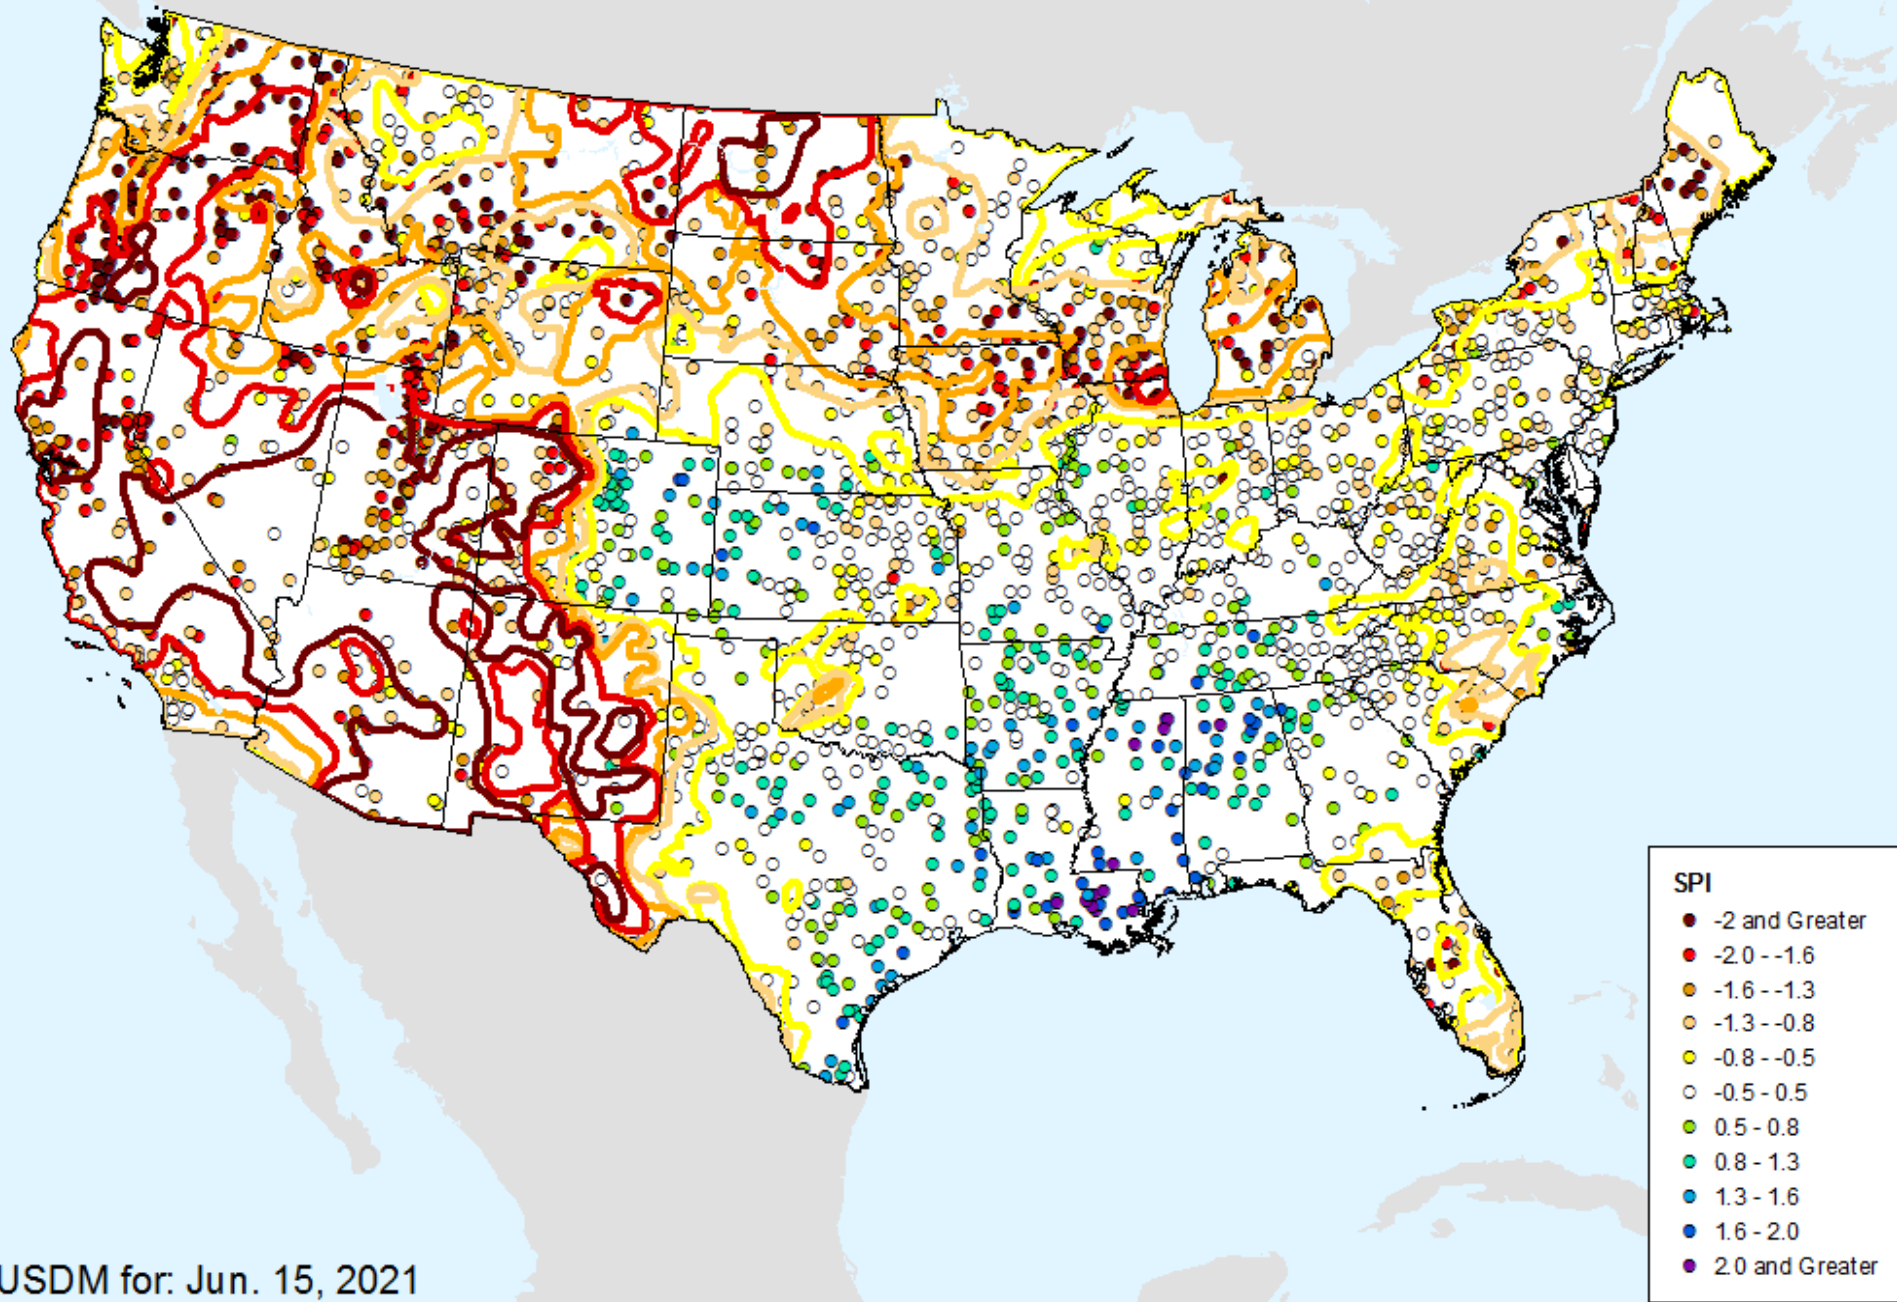 SPI
-2 and Greater
-2.0 - -1.6
-1.6 - -1.3
-1.3 - -0.8
-0.8 - -0.5
-0.5 - 0.5
0.5 - 0.8
0.8 - 1.3
1.3 - 1.6
1.6 - 2.0
2.0 and Greater
USDM for: Jun. 15, 2021